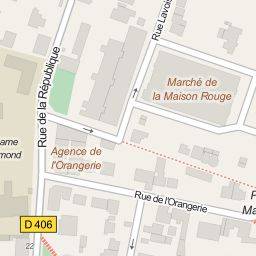 Rue Lavois
Marché de
la Maison Rouge
Rue de la République
ame
mond
Agence de
l'Orangerie
Rue de l'Orangerie
P
Ma
D 406
22